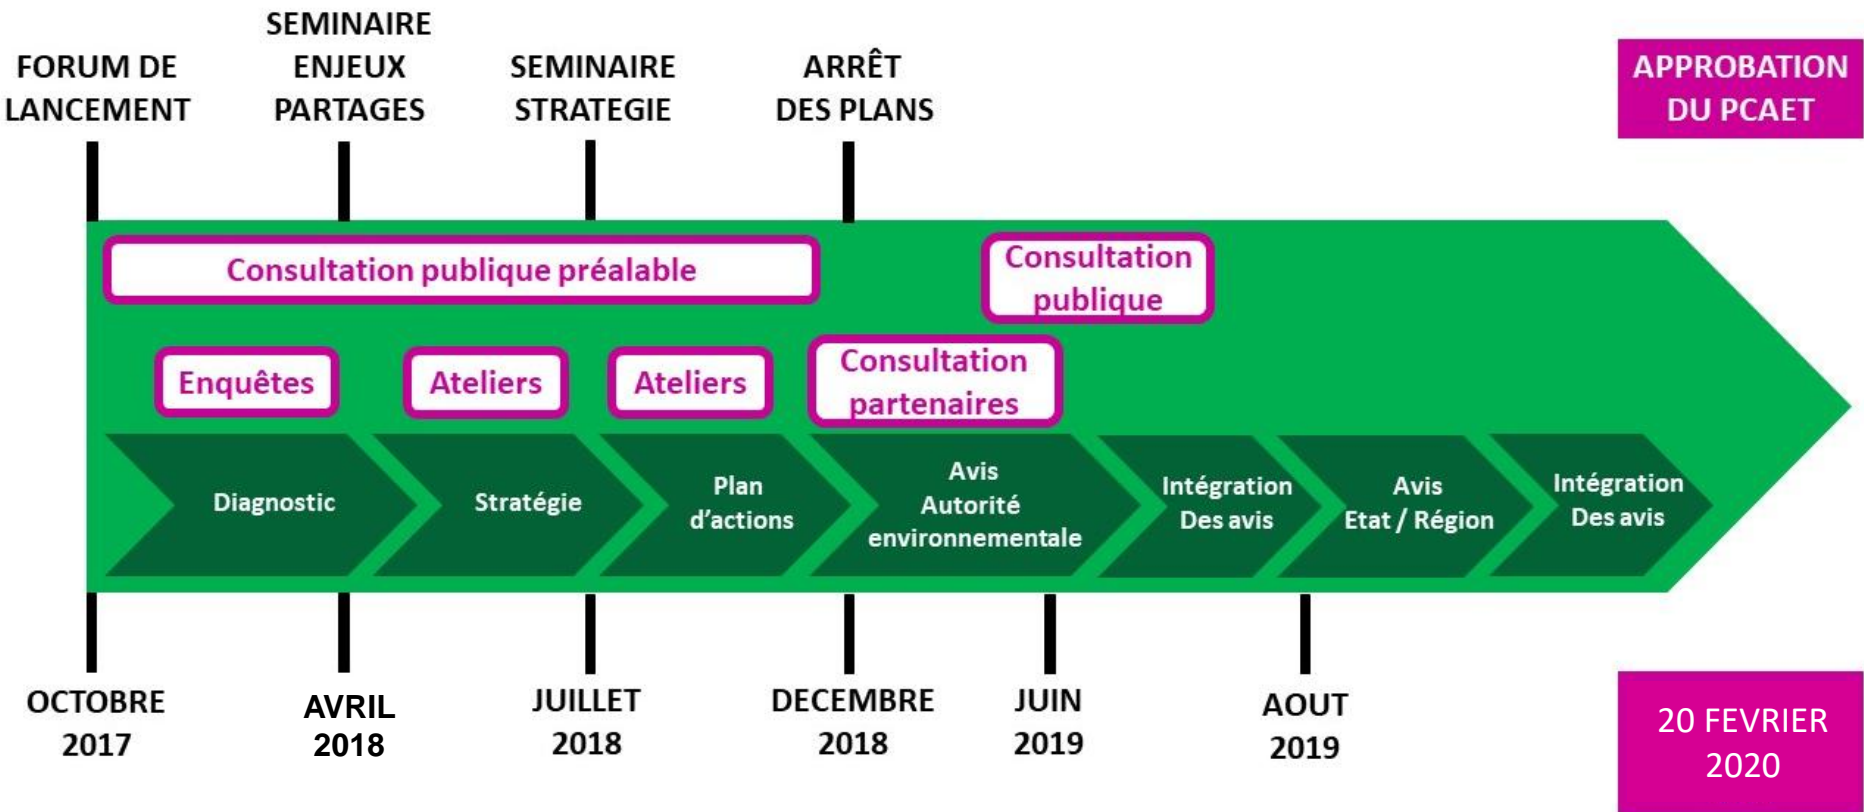 FORUM DE
LANCEMENT
SEMINAIRE
ENJEUX
PARTAGES
SEMINAIRE
STRATEGIE
ARRÊT
DES PLANS
APPROBATION
DU PCAET
Consultation publique préalable
Consultation
publique
Enquêtes
Ateliers
Ateliers
Consultation
partenaires
Diagnostic
Stratégie
Plan
d’actions
Avis
Autorité
environnementale
Intégration
Des avis
Avis
Etat / Région
Intégration
Des avis
OCTOBRE
2017
AVRIL
2018
JUILLET
2018
DECEMBRE
2018
JUIN
2019
AOUT
2019
20 FEVRIER
2020